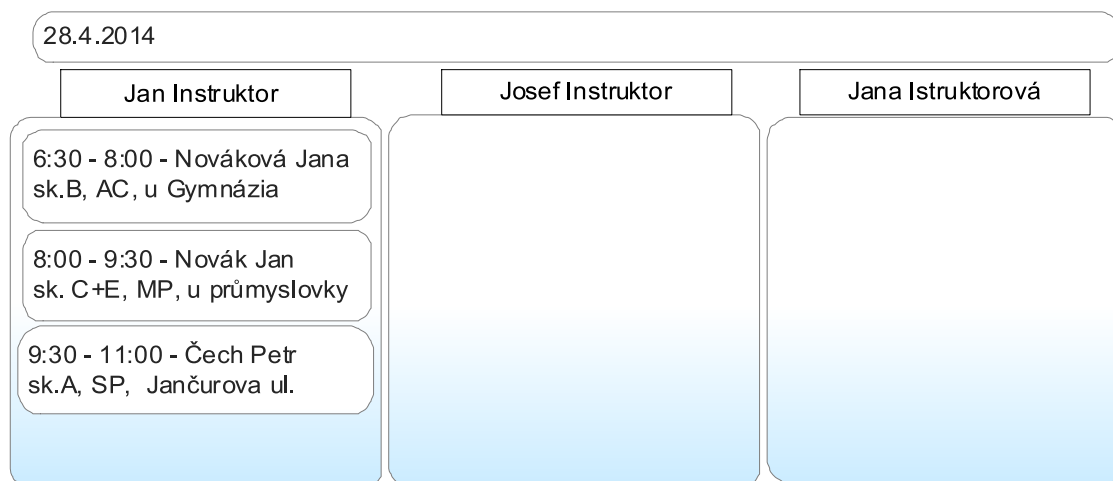 28.4.2014
Jan Instruktor
Josef Instruktor
Jana Istruktorová
6:30 - 8:00 - Nováková Jana
sk.B, AC, u Gymnázia
8:00 - 9:30 - Novák Jan
sk. C+E, MP, u průmyslovky
9:30 - 11:00 - Čech Petr
sk.A, SP, Jančurova ul.